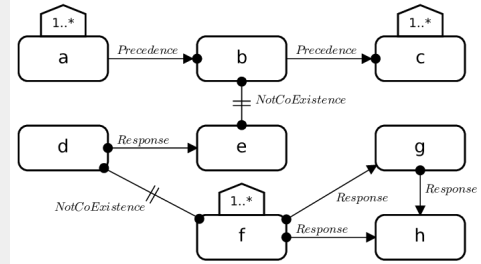 1..*
1..*
a
Precedence
b
Precedence
c
NotCoExistence
d
Response
e
g
NotCoExistence
1..*
Response
Response
f
Response
h